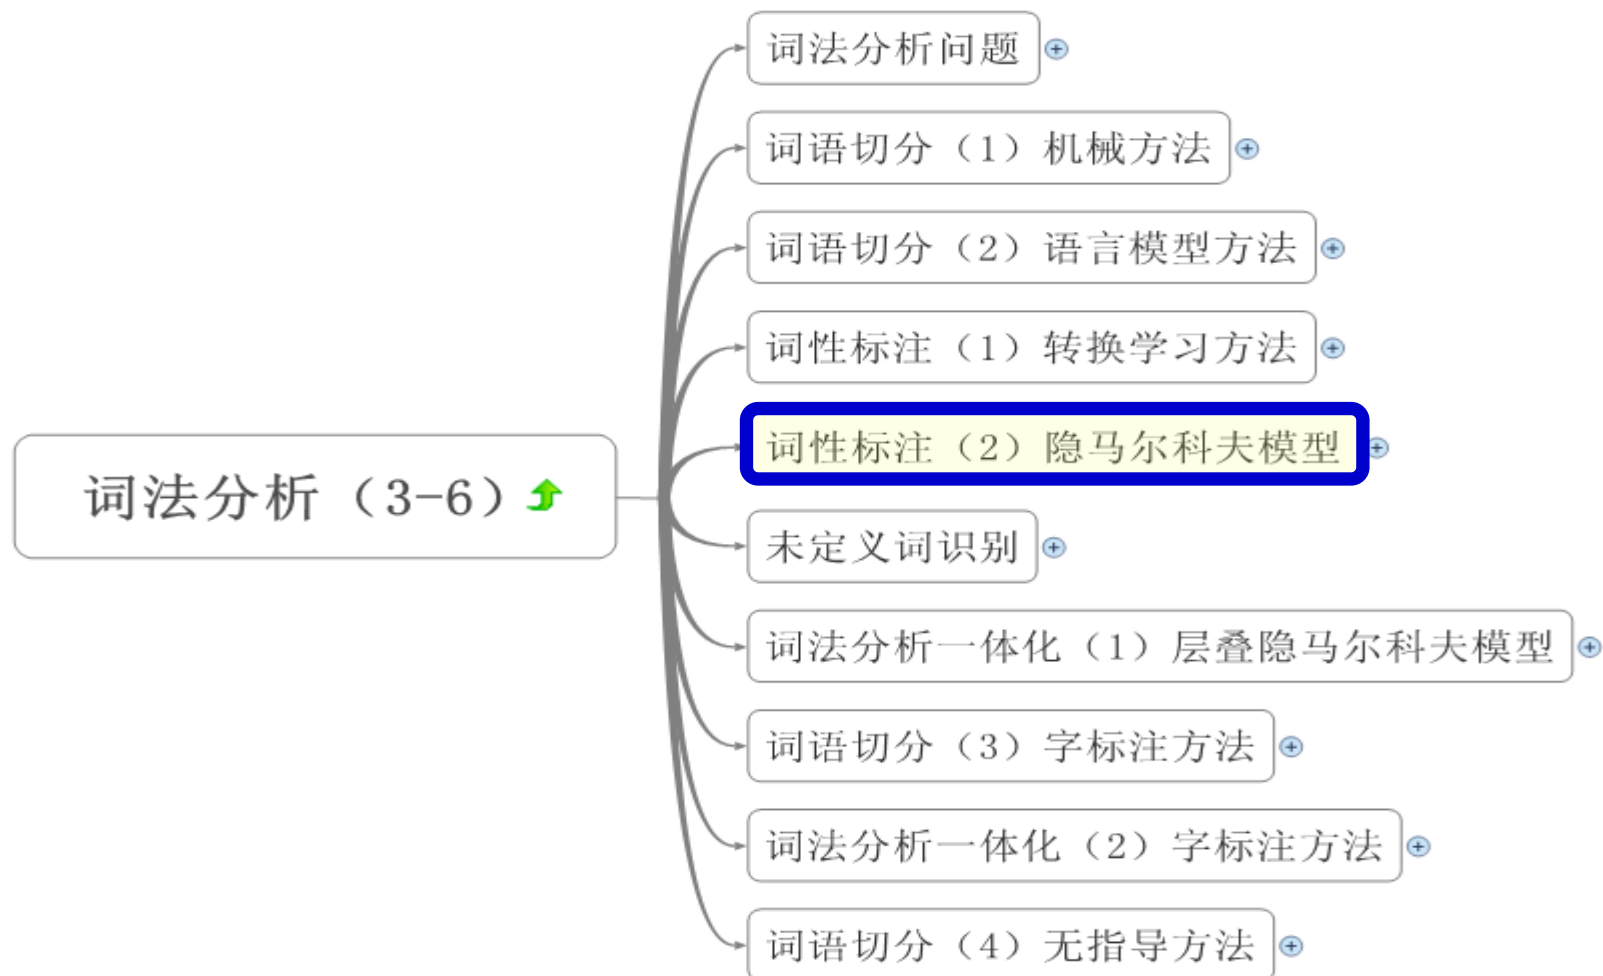 词法分析问题
词语切分（1）机械方法
词语切分（2）语言模型方法
词性标注（1）转换学习方法
词性标注（2）隐马尔科夫模型
词法分析（3-6）
未定义词识别
词法分析一体化（1）层叠隐马尔科夫模型
词语切分（3）字标注方法
词法分析一体化（2）字标注方法
词语切分（4）无指导方法